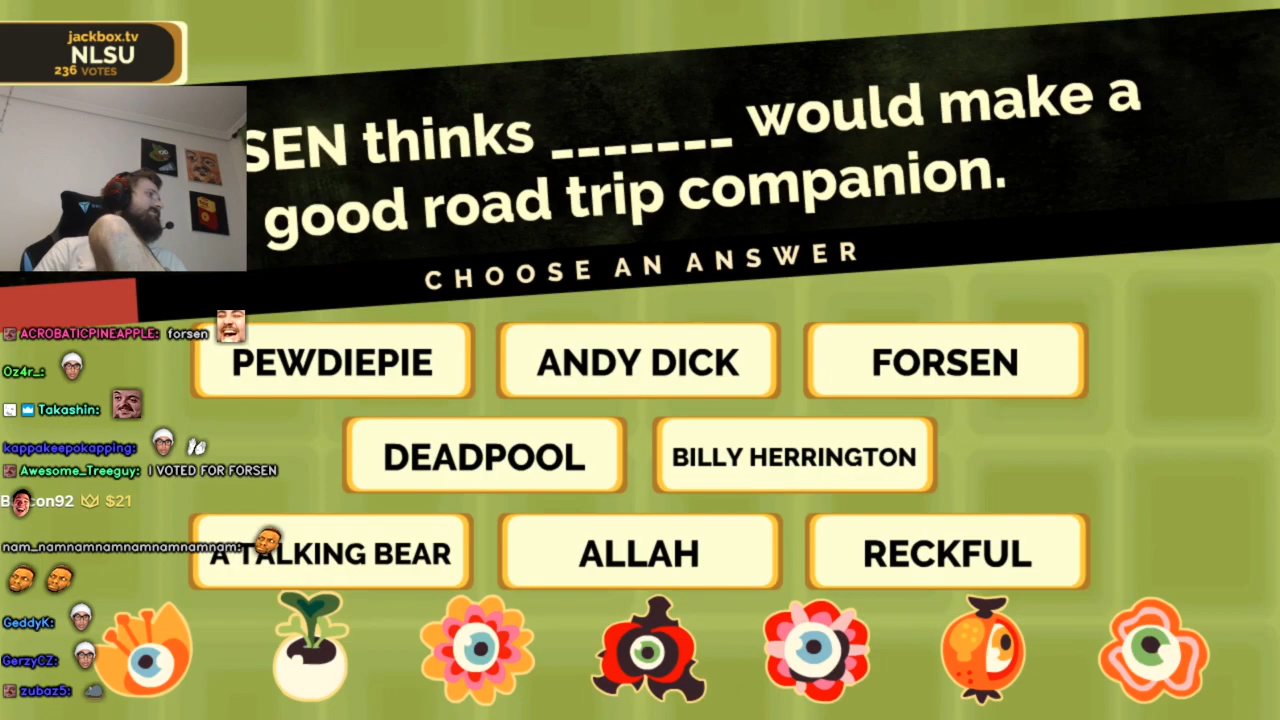 jackbox.tv
NLSU
236 VOTES
SEN thinks _______ would make a
good road trip companion.
CHOOSE AN ANSWER
PEWDIEPIE
ANDY DICK
FORSEN
DEADPOOL
BILLY HERRINGTON
A TALKING BEAR
ALLAH
RECKFUL
ACROBATICPINEAPPLE: forsen
Oz4r_:
Takashin:
kappakeepokapping:
Awesome_Treeguy: I VOTED FOR FORSEN
$21
nam_namnamnamnamnamnamnam:
GeddyK:
GerzyCZ:
zubaz5: